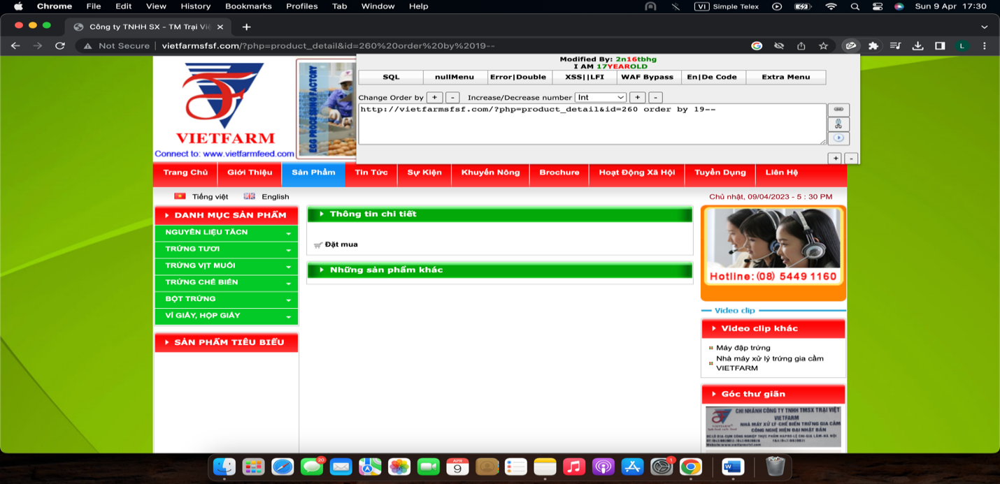 Chrome File Edit View History Bookmarks Profiles Tab Window Help
VI Simple Telex Sun 9 Apr 17:30
Công ty TNHH SX - TM Trại Việ
Not Secure | vietfarmsfsf.com/?php=product_detail&id=260%20order%20by%2019--
L
Modified By: 2n16tbhg
I AM 17YEAROLD
SQL nullMenu Error|Double XSS||LFI WAF Bypass En|De Code Extra Menu
Change Order by + - Increase/Decrease number Int + -
http://vietfarmsfsf.com/?php=product_detail&id=260 order by 19--
+ -
VIETFARM
Connect to: www.vietfarmfeed.com
EGG PROCESSING FACTORY
Trang Chủ Giới Thiệu Sản Phẩm Tin Tức Sự Kiện Khuyến Nông Brochure Hoạt Động Xã Hội Tuyển Dụng Liên Hệ
Tiếng việt English
Chủ nhật, 09/04/2023 - 5 : 30 PM
DANH MỤC SẢN PHẨM
NGUYÊN LIỆU TĂCN
TRỨNG TƯƠI
TRỨNG VỊT MUỐI
TRỨNG CHẾ BIẾN
BỘT TRỨNG
VỈ GIẤY, HỘP GIẤY
SẢN PHẨM TIÊU BIỂU
Thông tin chi tiết
Đặt mua
Những sản phẩm khác
Hotline: (08) 5449 1160
Video clip
Video clip khác
Máy đập trứng
Nhà máy xử lý trứng gia cầm
VIETFARM
Góc thư giãn
CHI NHÁNH CÔNG TY TNHH TMSX TRẠI VIỆT
VIETFARM
NHÀ MÁY XỬ LÝ-CHẾ BIẾN TRỨNG GIA CẦM
CÔNG NGHỆ HIỆN ĐẠI NHẬT BẢN
20
APR
9
1
W